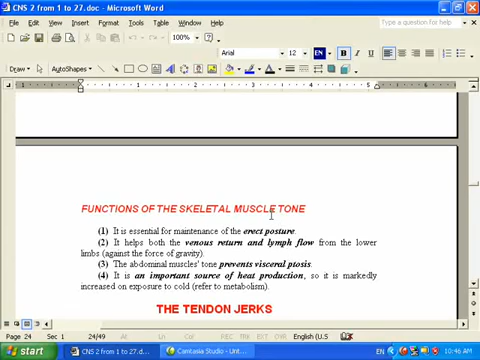 CNS 2 from 1 to 27.doc - Microsoft Word
File Edit View Insert Format Tools Table Window Help
Type a question for help
100%
Arial 12 EN B I U
Draw AutoShapes
1 1 2 3 4 5
FUNCTIONS OF THE SKELETAL MUSCLE TONE
(1) It is essential for maintenance of the erect posture.
(2) It helps both the venous return and lymph flow from the lower
limbs (against the force of gravity).
(3) The abdominal muscles' tone prevents visceral ptosis.
(4) It is an important source of heat production, so it is markedly
increased on exposure to cold (refer to metabolism).
THE TENDON JERKS
Page 24 Sec 1 24/49 REC TRK EXT OVR English (U.S
start CNS 2 from 1 to 27.d... Camtasia Studio - Unt... EN 10:46 AM